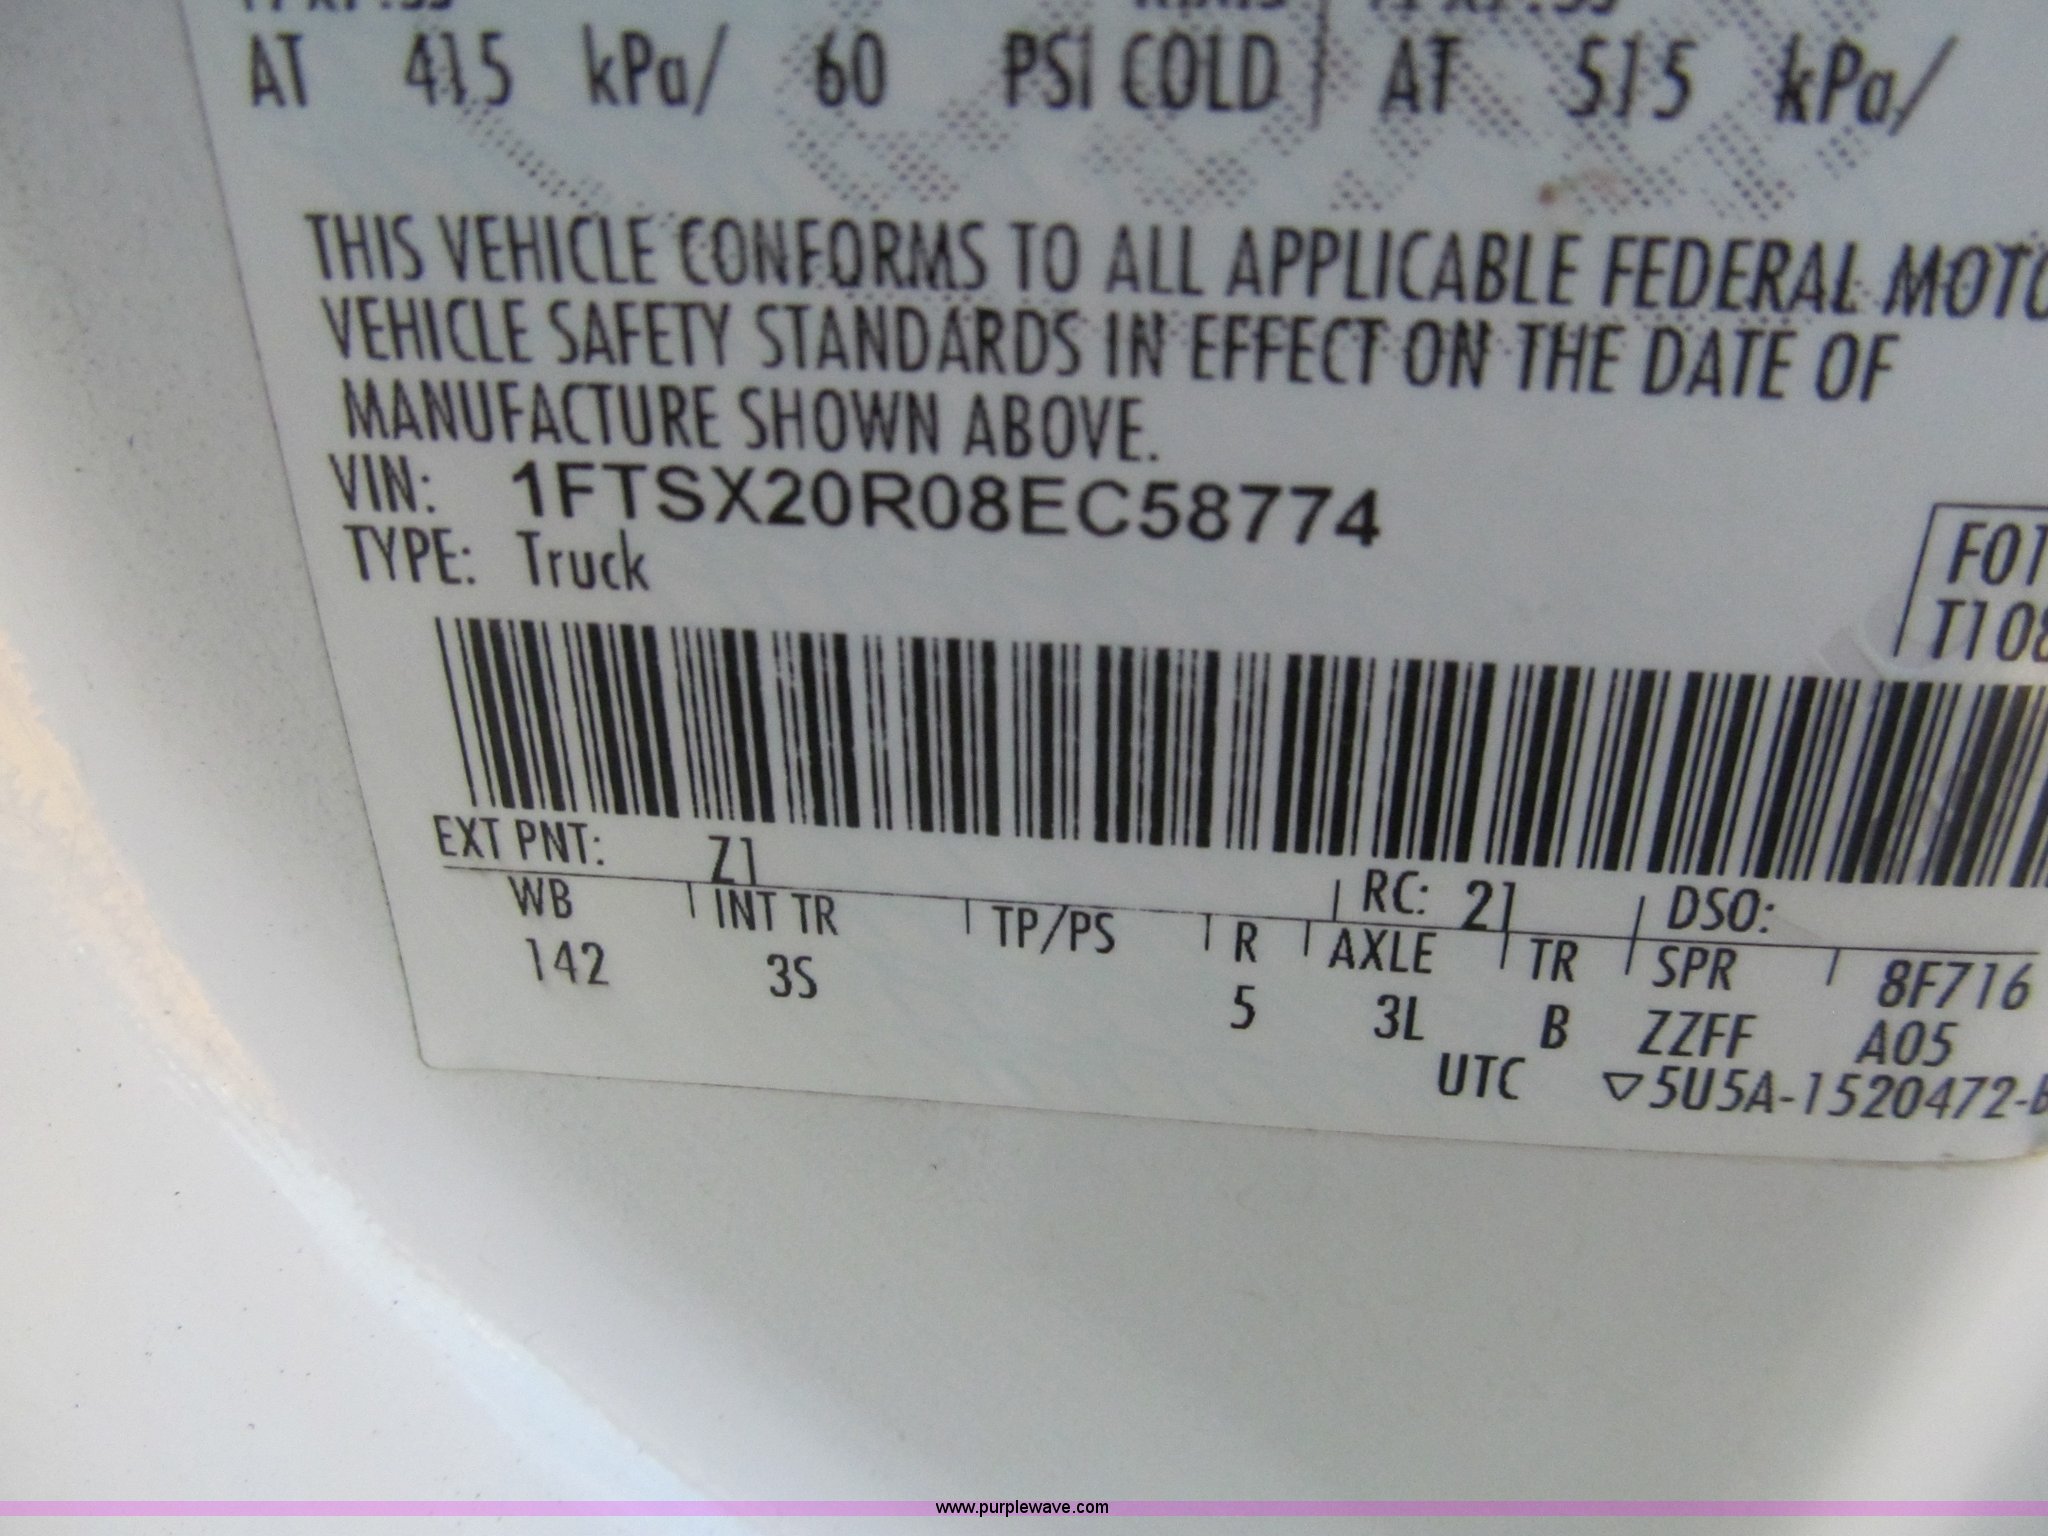 AT 415 kPa/ 60 PSI COLD AT 515 kPa/
THIS VEHICLE CONFORMS TO ALL APPLICABLE FEDERAL MOTO
VEHICLE SAFETY STANDARDS IN EFFECT ON THE DATE OF
MANUFACTURE SHOWN ABOVE.
VIN: 1FTSX20R08EC58774
TYPE: Truck
F0T
T108
EXT PNT: Z1 RC: 21 DSO:
WB INT TR TP/PS R AXLE TR SPR 8F716
142 3S 5 3L B ZZFF A05
UTC ▽5U5A-1520472-B
www.purplewave.com